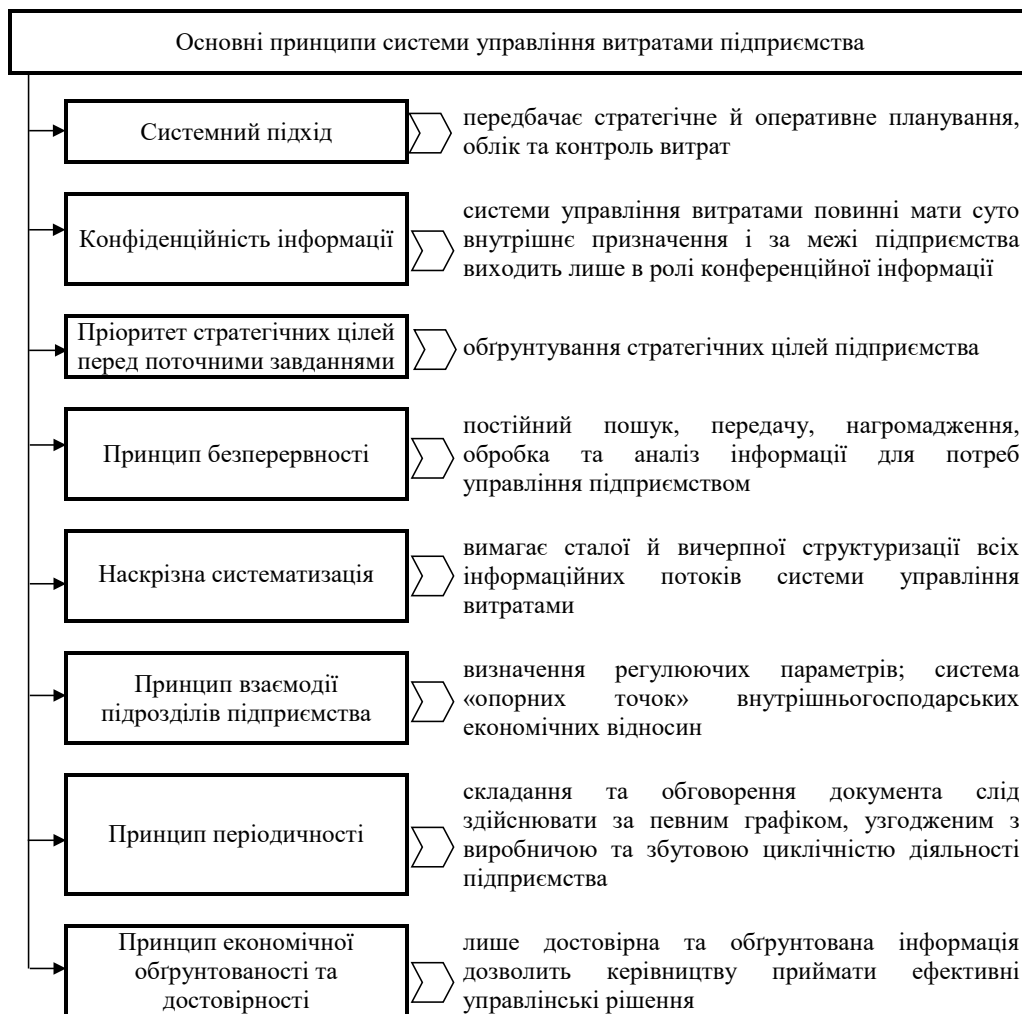 Основні принципи системи управління витратами підприємства
Системний підхід
передбачає стратегічне й оперативне планування,
облік та контроль витрат
Конфіденційність інформації
системи управління витратами повинні мати суто
внутрішнє призначення і за межі підприємства
виходить лише в ролі конференційної інформації
Пріоритет стратегічних цілей
перед поточними завданнями
обґрунтування стратегічних цілей підприємства
Принцип безперервності
постійний пошук, передачу, нагромадження,
обробка та аналіз інформації для потреб
управління підприємством
Наскрізна систематизація
вимагає сталої й вичерпної структуризації всіх
інформаційних потоків системи управління
витратами
Принцип взаємодії
підрозділів підприємства
визначення регулюючих параметрів; система
«опорних точок» внутрішньогосподарських
економічних відносин
Принцип періодичності
складання та обговорення документа слід
здійснювати за певним графіком, узгодженим з
виробничою та збутовою циклічністю діяльності
підприємства
Принцип економічної
обґрунтованості та
достовірності
лише достовірна та обґрунтована інформація
дозволить керівництву приймати ефективні
управлінські рішення